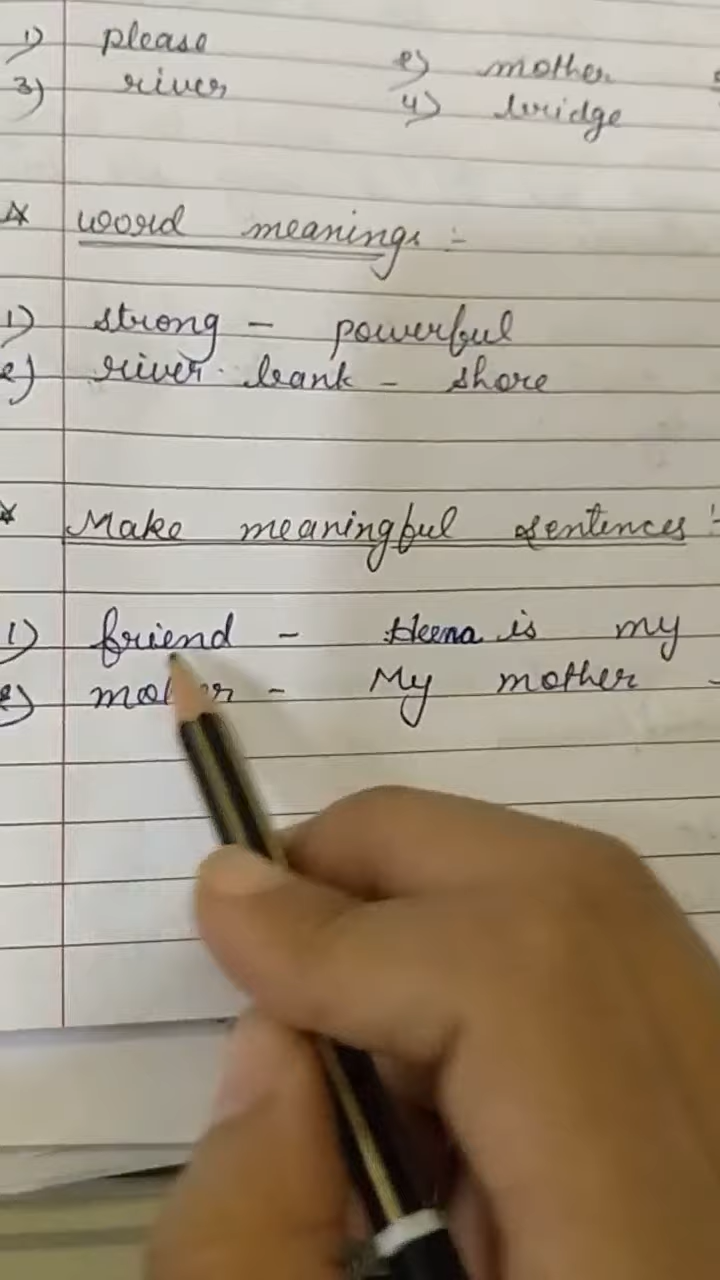 1) please 2) mother
3) river 4) bridge
word meanings :-
1) strong - powerful
2) river bank - shore
Make meaningful sentences :-
1) friend - Heena is my
2) mother - My mother -